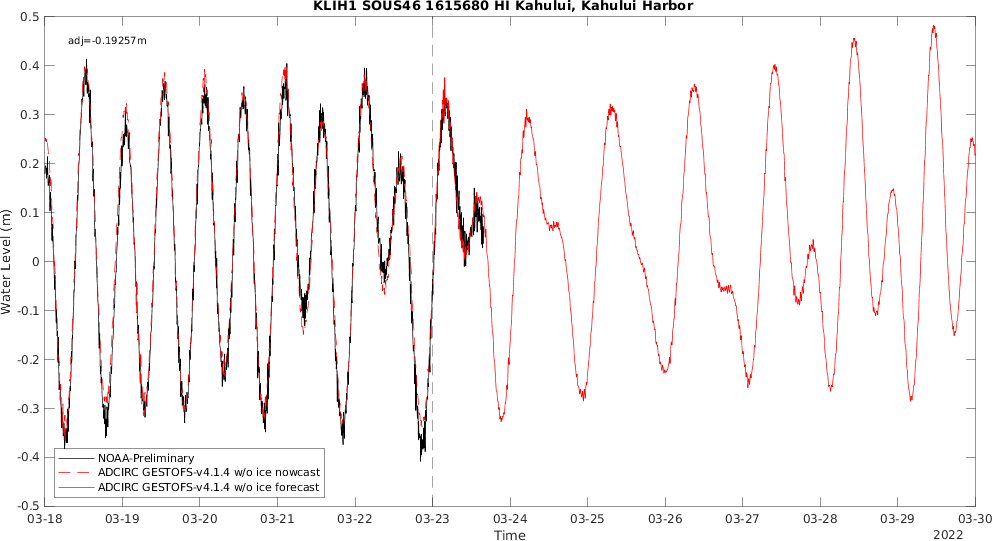 KLIH1 SOUS46 1615680 HI Kahului, Kahului Harbor
adj=-0.19257m
Water Level (m)
0.5
0.4
0.3
0.2
0.1
0
-0.1
-0.2
-0.3
-0.4
-0.5
NOAA-Preliminary
ADCIRC GESTOFS-v4.1.4 w/o ice nowcast
ADCIRC GESTOFS-v4.1.4 w/o ice forecast
03-18 03-19 03-20 03-21 03-22 03-23 03-24 03-25 03-26 03-27 03-28 03-29 03-30
Time
2022